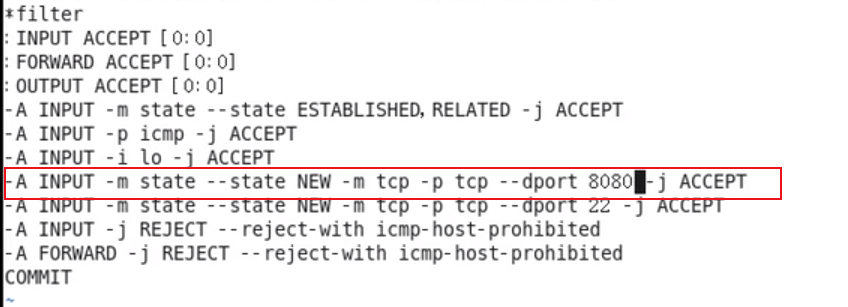 *filter
:INPUT ACCEPT [0:0]
:FORWARD ACCEPT [0:0]
:OUTPUT ACCEPT [0:0]
-A INPUT -m state --state ESTABLISHED,RELATED -j ACCEPT
-A INPUT -p icmp -j ACCEPT
-A INPUT -i lo -j ACCEPT
-A INPUT -m state --state NEW -m tcp -p tcp --dport 8080 -j ACCEPT
-A INPUT -m state --state NEW -m tcp -p tcp --dport 22 -j ACCEPT
-A INPUT -j REJECT --reject-with icmp-host-prohibited
-A FORWARD -j REJECT --reject-with icmp-host-prohibited
COMMIT
~